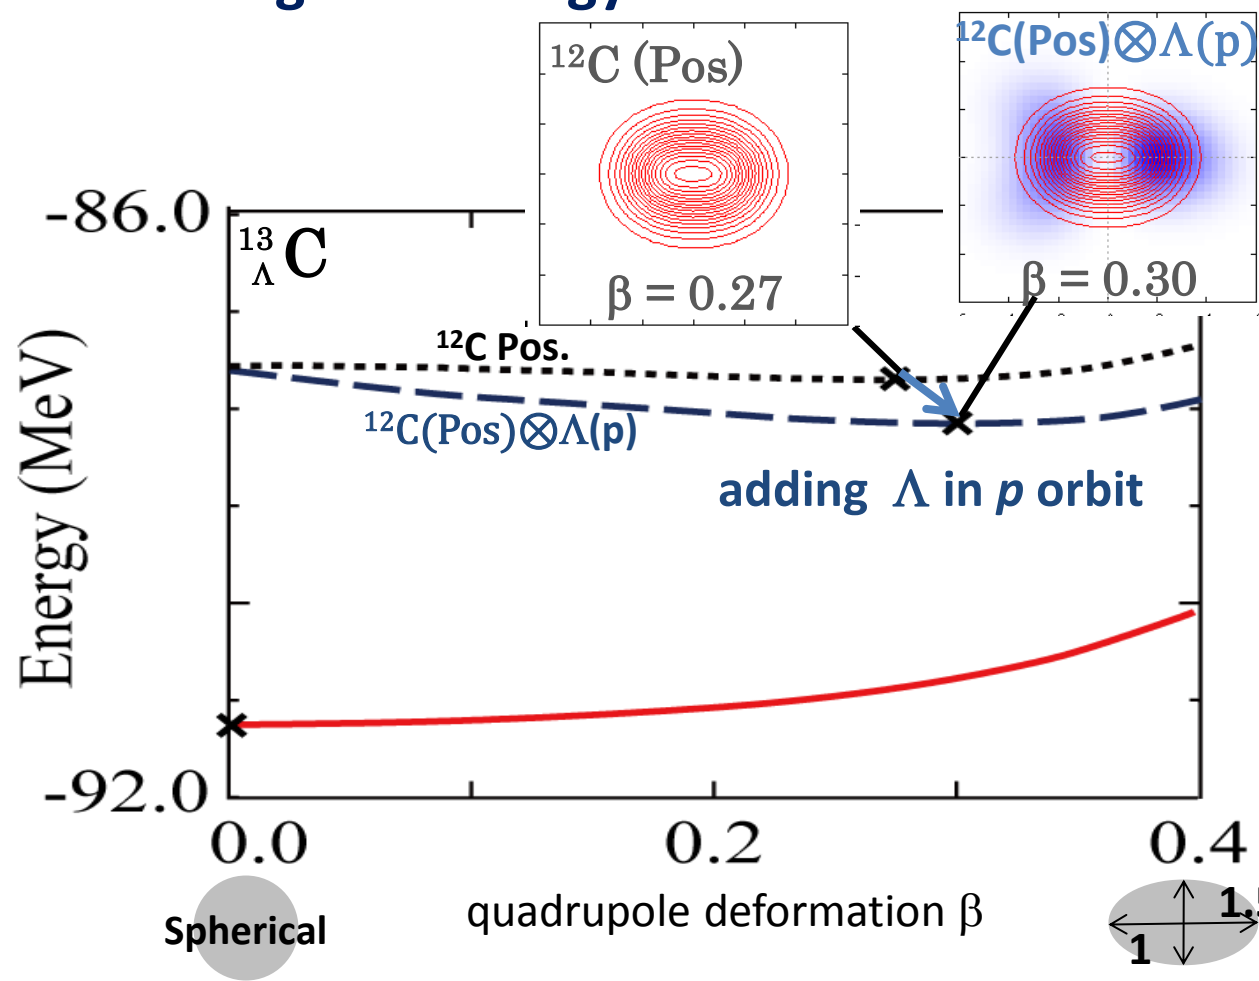 ¹²C (Pos)
β = 0.27
¹²C(Pos)⊗Λ(p)
β = 0.30
-86.0
¹³ΛC
¹²C Pos.
¹²C(Pos)⊗Λ(p)
adding Λ in p orbit
Energy (MeV)
-92.0
0.0 0.2 0.4
Spherical
quadrupole deformation β
1